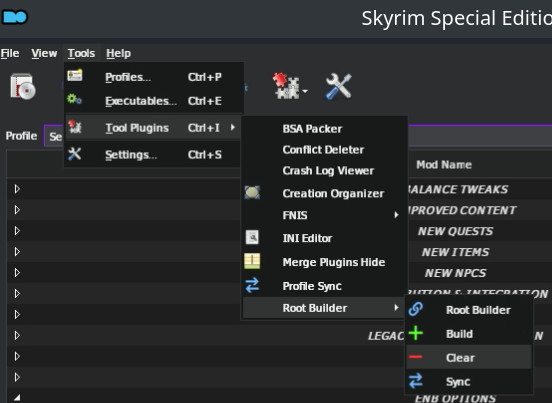 Skyrim Special Editio
File View Tools Help
Profiles... Ctrl+P
Executables... Ctrl+E
Tool Plugins Ctrl+I
Settings... Ctrl+S
Profile Se
BSA Packer
Conflict Deleter
Crash Log Viewer
Creation Organizer
FNIS
INI Editor
Merge Plugins Hide
Profile Sync
Root Builder
Root Builder
Build
Clear
Sync
Mod Name
ALANCE TWEAKS
PROVED CONTENT
NEW QUESTS
NEW ITEMS
NEW NPCS
UTION & INTEGRATION
LEGAC N
ENB OPTIONS